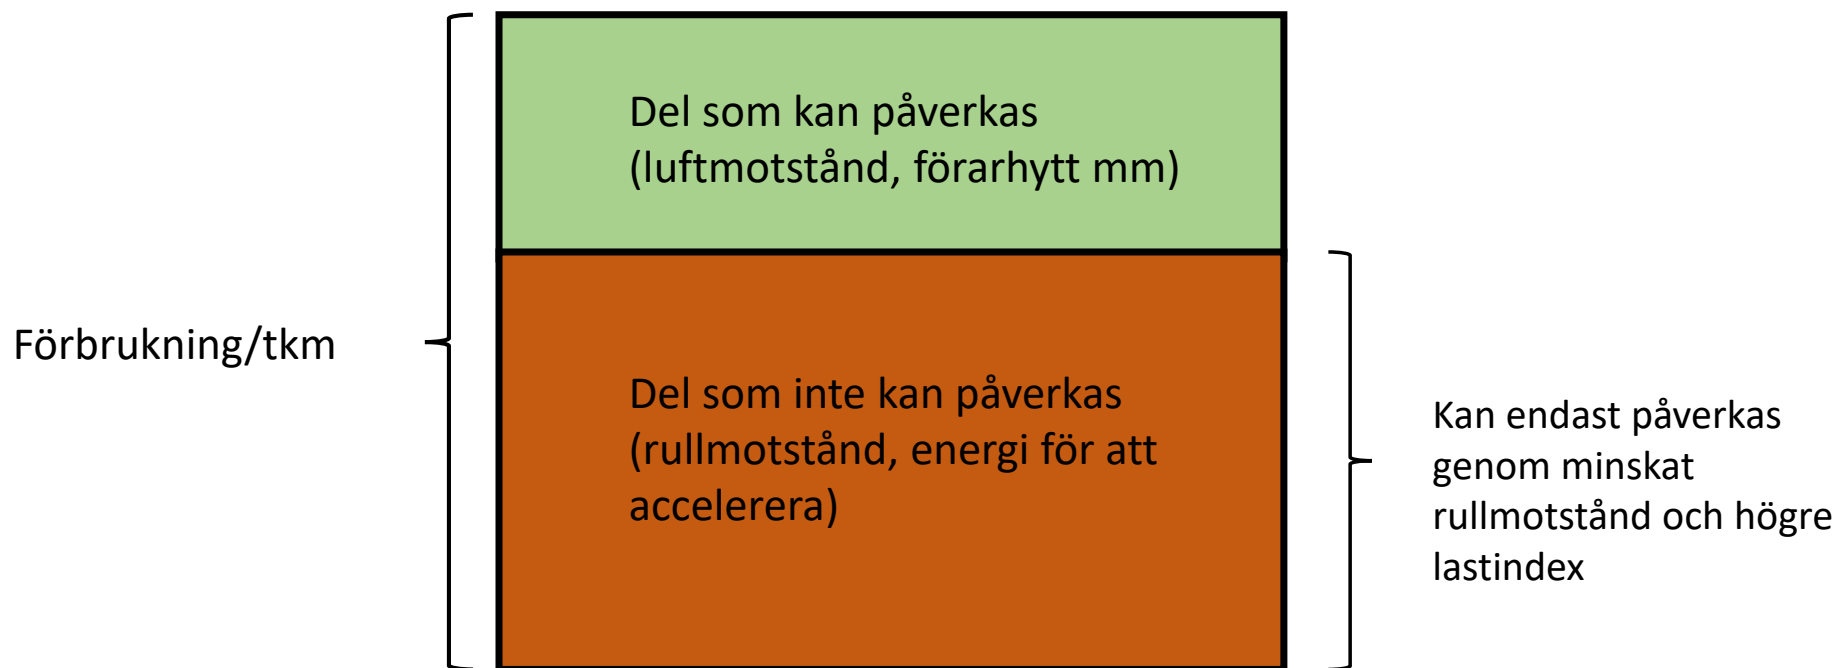 Del som kan påverkas
(luftmotstånd, förarhytt mm)
Förbrukning/tkm
Del som inte kan påverkas
(rullmotstånd, energi för att
accelerera)
Kan endast påverkas
genom minskat
rullmotstånd och högre
lastindex